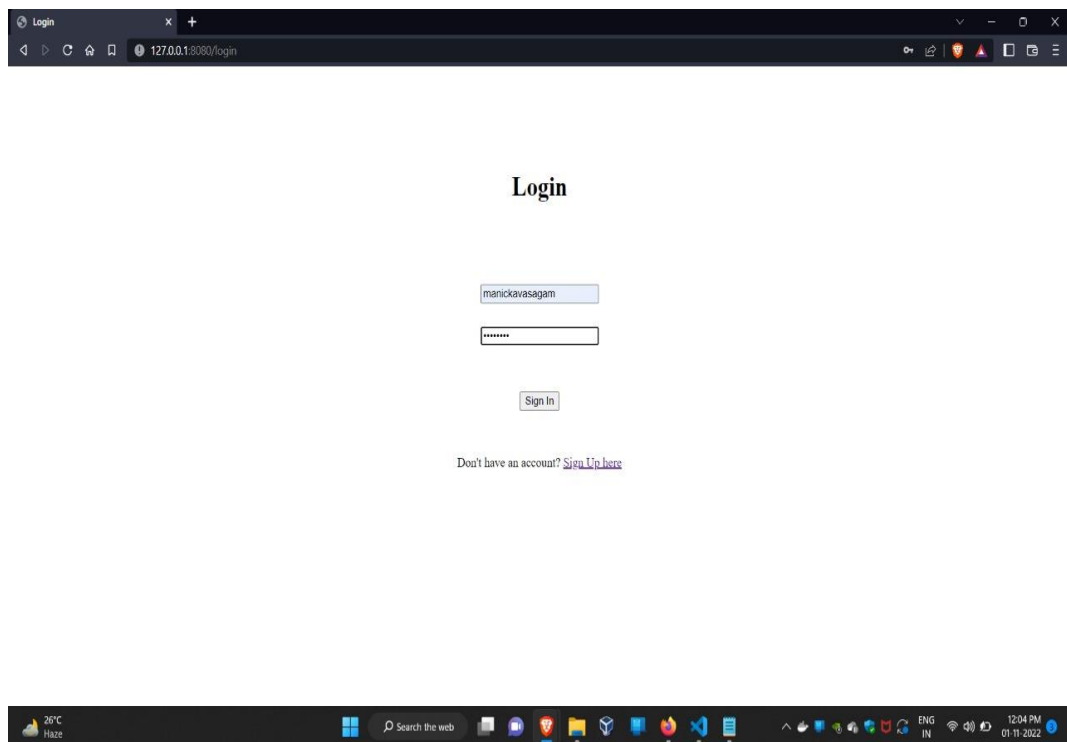 Login
127.0.0.1:8080/login
Login
manickavasagam
••••••••
Sign In
Don't have an account? Sign Up here
26°C
Haze
Search the web
ENG
IN
12:04 PM
01-11-2022